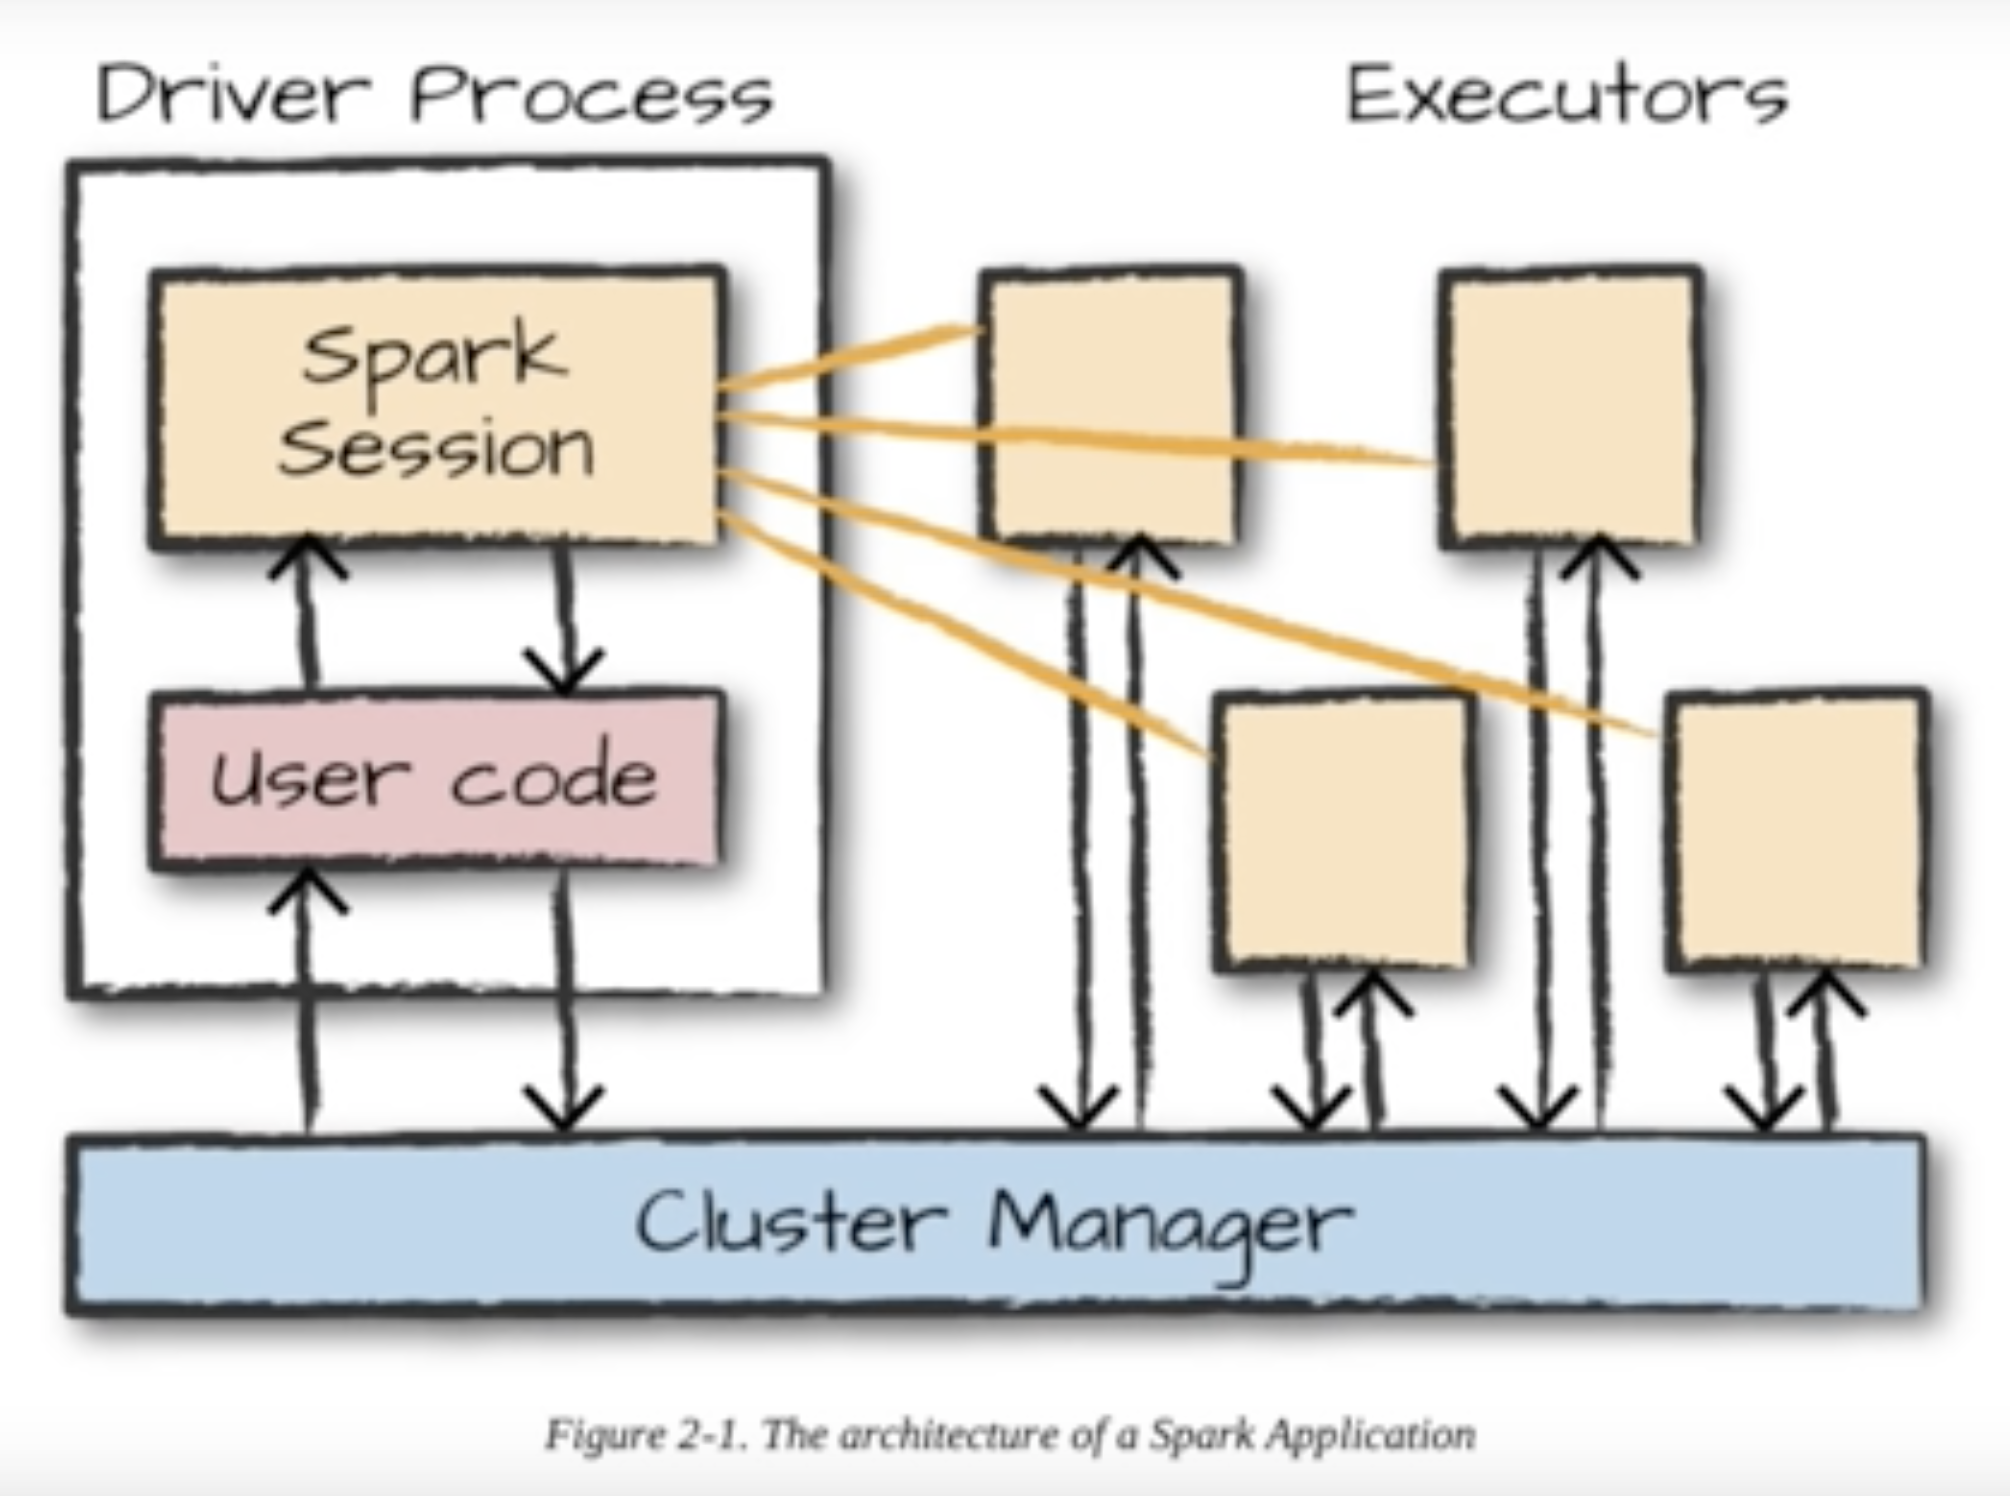 Driver Process
Executors
Spark
Session
User code
Cluster Manager
Figure 2-1. The architecture of a Spark Application